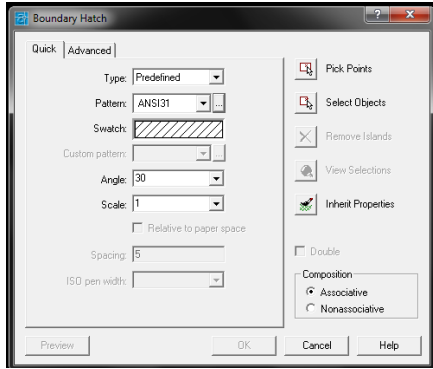 Boundary Hatch
Quick
Advanced
Type: Predefined
Pattern: ANSI31 ...
Swatch:
Custom pattern: ...
Angle: 30
Scale: 1
Relative to paper space
Spacing: 5
ISO pen width:
Pick Points
Select Objects
Remove Islands
View Selections
Inherit Properties
Double
Composition
Associative
Nonassociative
Preview
OK
Cancel
Help